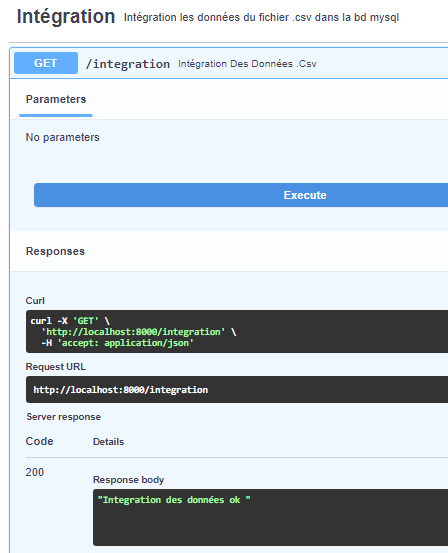 Intégration Intégration les données du fichier .csv dans la bd mysql
GET /integration Intégration Des Données .Csv
Parameters
No parameters
Execute
Responses
Curl
curl -X 'GET' \
'http://localhost:8000/integration' \
-H 'accept: application/json'
Request URL
http://localhost:8000/integration
Server response
Code Details
200
Response body
"Integration des données ok "